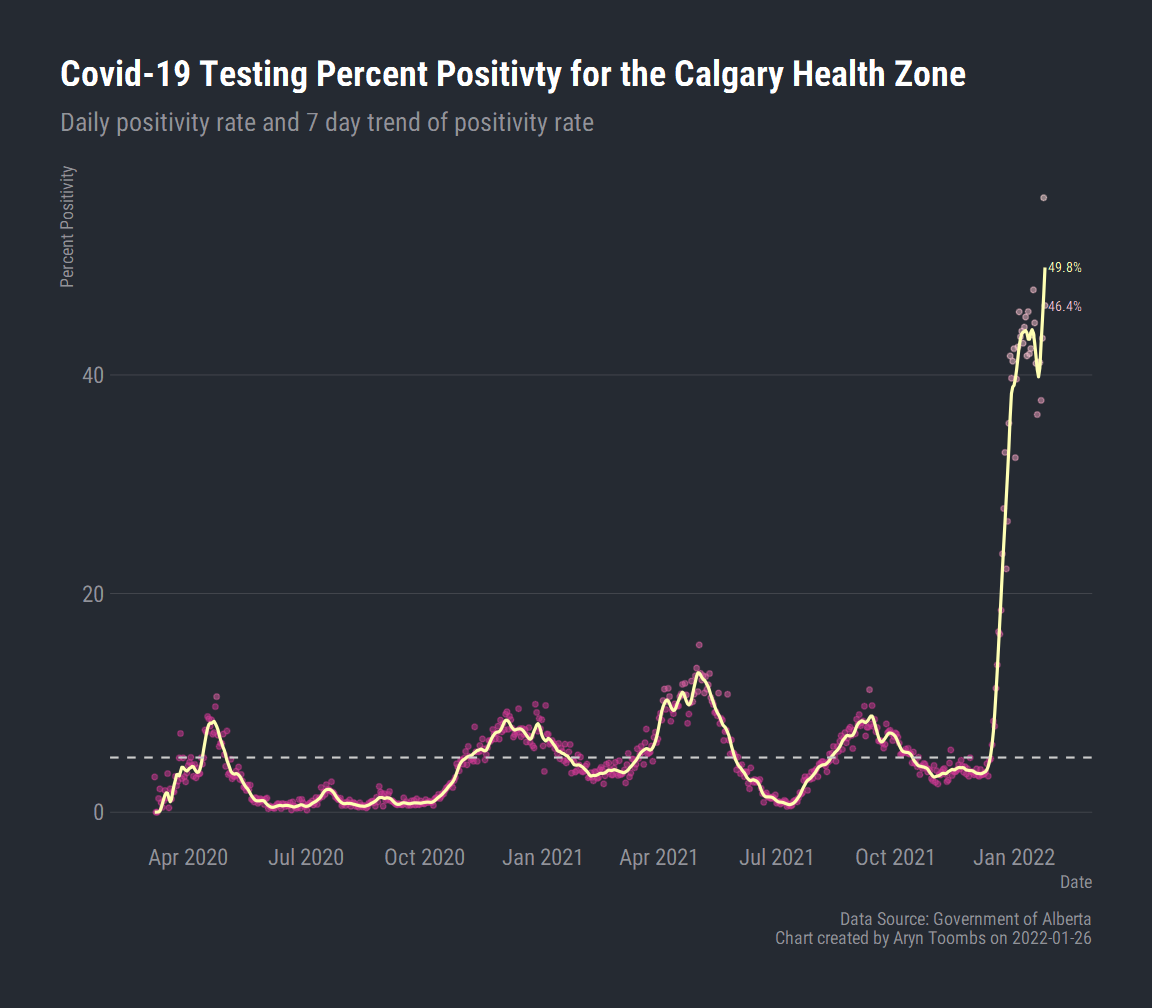 Covid-19 Testing Percent Positivty for the Calgary Health Zone
Daily positivity rate and 7 day trend of positivity rate
Percent Positivity
49.8%
46.4%
40
20
0
Apr 2020 Jul 2020 Oct 2020 Jan 2021 Apr 2021 Jul 2021 Oct 2021 Jan 2022
Date
Data Source: Government of Alberta
Chart created by Aryn Toombs on 2022-01-26